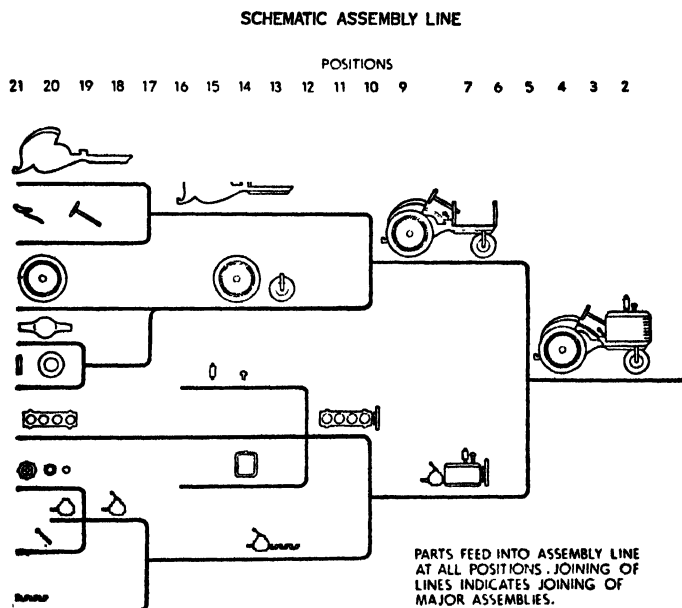 SCHEMATIC ASSEMBLY LINE
POSITIONS
21 20 19 18 17 16 15 14 13 12 11 10 9 7 6 5 4 3 2
PARTS FEED INTO ASSEMBLY LINE
AT ALL POSITIONS. JOINING OF
LINES INDICATES JOINING OF
MAJOR ASSEMBLIES.